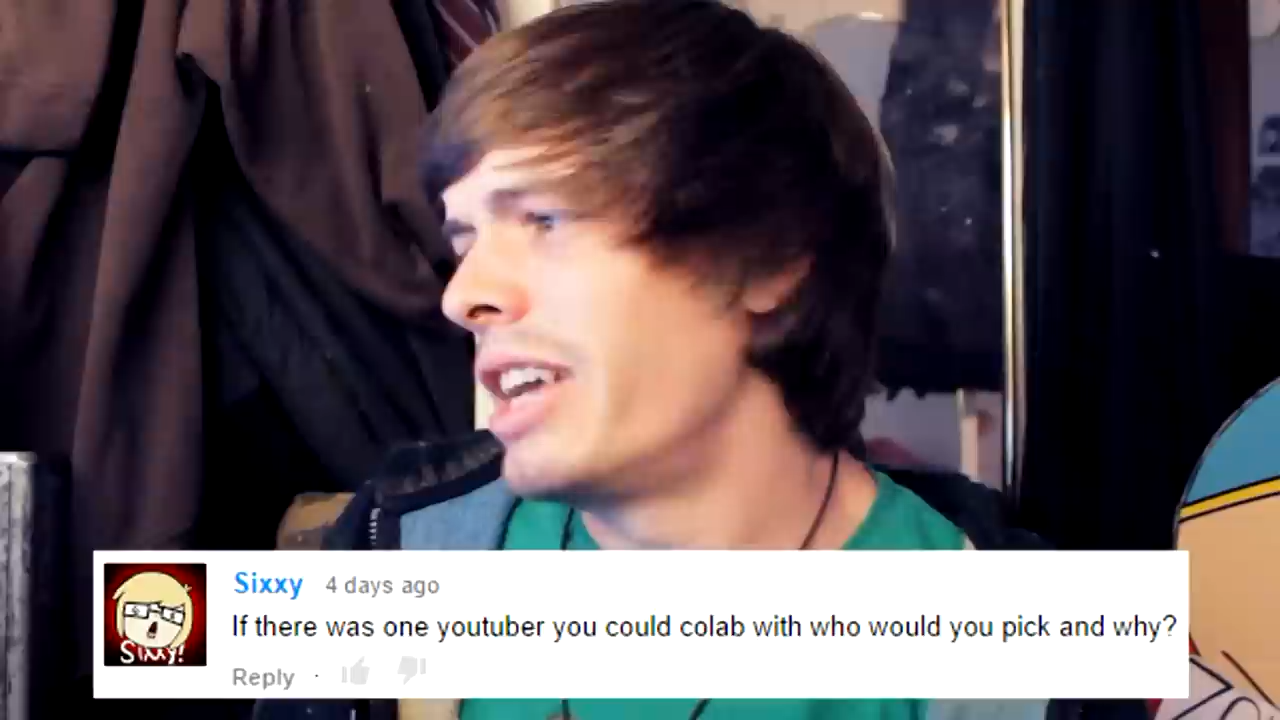 Sixxy 4 days ago
If there was one youtuber you could colab with who would you pick and why?
Sixxy!
Reply ·